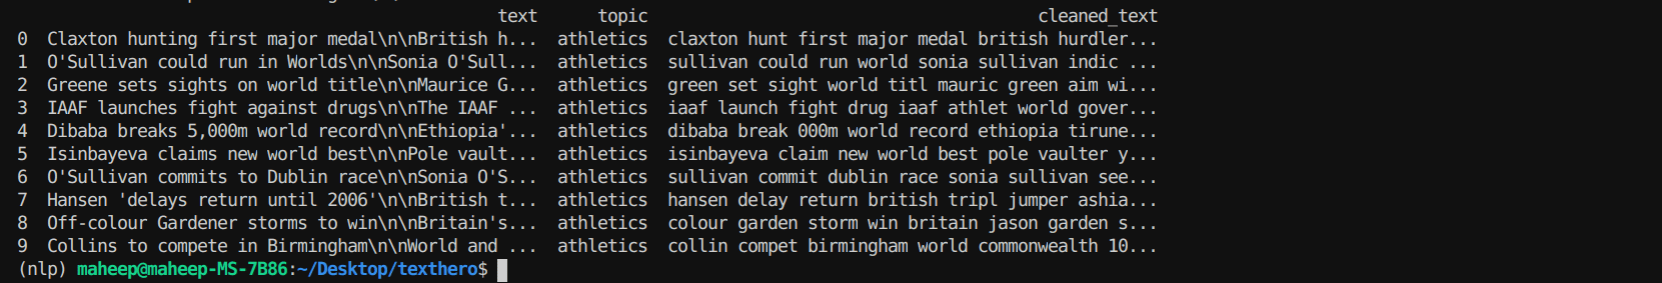 text topic cleaned_text
0 Claxton hunting first major medal\n\nBritish h... athletics claxton hunt first major medal british hurdler...
1 O'Sullivan could run in Worlds\n\nSonia O'Sull... athletics sullivan could run world sonia sullivan indic ...
2 Greene sets sights on world title\n\nMaurice G... athletics green set sight world titl mauric green aim wi...
3 IAAF launches fight against drugs\n\nThe IAAF ... athletics iaaf launch fight drug iaaf athlet world gover...
4 Dibaba breaks 5,000m world record\n\nEthiopia'... athletics dibaba break 000m world record ethiopia tirune...
5 Isinbayeva claims new world best\n\nPole vault... athletics isinbayeva claim new world best pole vaulter y...
6 O'Sullivan commits to Dublin race\n\nSonia O'S... athletics sullivan commit dublin race sonia sullivan see...
7 Hansen 'delays return until 2006'\n\nBritish t... athletics hansen delay return british tripl jumper ashia...
8 Off-colour Gardener storms to win\n\nBritain's... athletics colour garden storm win britain jason garden s...
9 Collins to compete in Birmingham\n\nWorld and ... athletics collin compet birmingham world commonwealth 10...
(nlp) maheep@maheep-MS-7B86:~/Desktop/texthero$